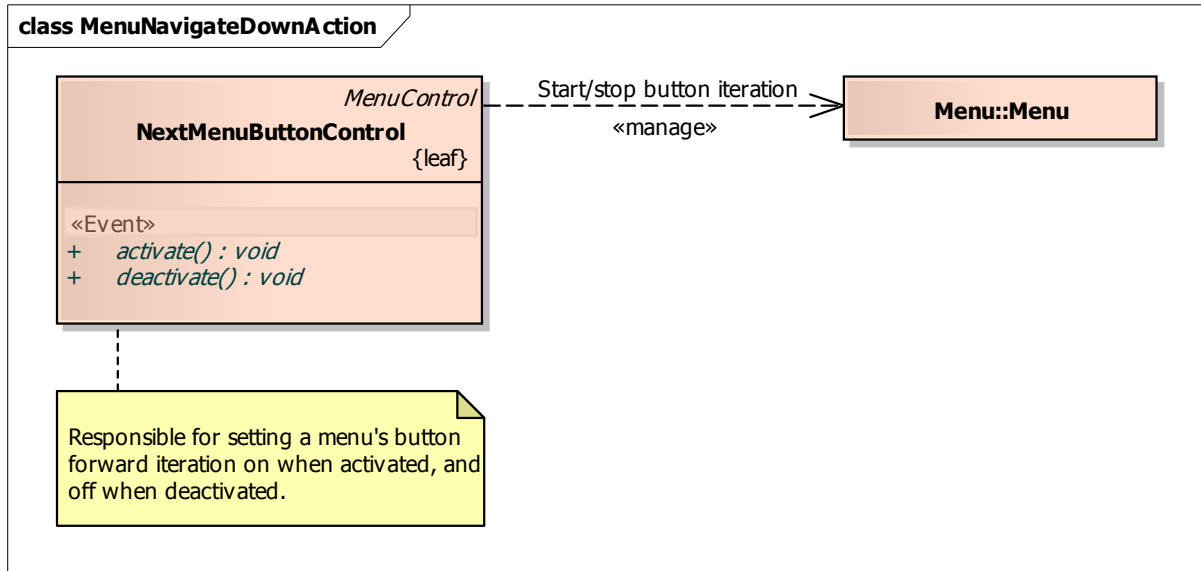 class MenuNavigateDownAction
MenuControl
NextMenuButtonControl
{leaf}
«Event»
+ activate() : void
+ deactivate() : void
Start/stop button iteration
«manage»
Menu::Menu
Responsible for setting a menu's button
forward iteration on when activated, and
off when deactivated.